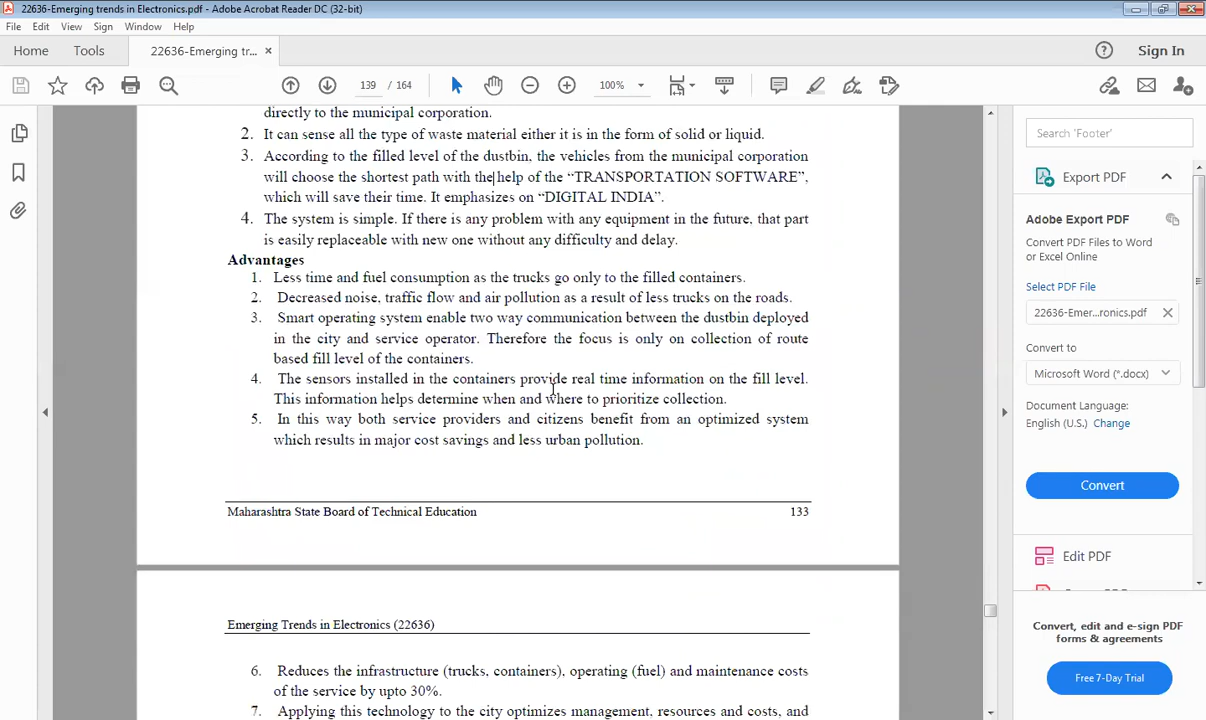 22636-Emerging trends in Electronics.pdf - Adobe Acrobat Reader DC (32-bit)
File Edit View Sign Window Help
Home Tools 22636-Emerging tr... × Sign In
139 / 164 100%
directly to the municipal corporation.
2. It can sense all the type of waste material either it is in the form of solid or liquid.
3. According to the filled level of the dustbin, the vehicles from the municipal corporation
will choose the shortest path with the help of the “TRANSPORTATION SOFTWARE”,
which will save their time. It emphasizes on “DIGITAL INDIA”.
4. The system is simple. If there is any problem with any equipment in the future, that part
is easily replaceable with new one without any difficulty and delay.
Advantages
1. Less time and fuel consumption as the trucks go only to the filled containers.
2. Decreased noise, traffic flow and air pollution as a result of less trucks on the roads.
3. Smart operating system enable two way communication between the dustbin deployed
in the city and service operator. Therefore the focus is only on collection of route
based fill level of the containers.
4. The sensors installed in the containers provide real time information on the fill level.
This information helps determine when and where to prioritize collection.
5. In this way both service providers and citizens benefit from an optimized system
which results in major cost savings and less urban pollution.
Maharashtra State Board of Technical Education 133
Emerging Trends in Electronics (22636)
6. Reduces the infrastructure (trucks, containers), operating (fuel) and maintenance costs
of the service by upto 30%.
7. Applying this technology to the city optimizes management, resources and costs, and
Search 'Footer'
Export PDF
Adobe Export PDF
Convert PDF Files to Word
or Excel Online
Select PDF File
22636-Emer...ronics.pdf ×
Convert to
Microsoft Word (*.docx)
Document Language:
English (U.S.) Change
Convert
Edit PDF
Convert, edit and e-sign PDF
forms & agreements
Free 7-Day Trial